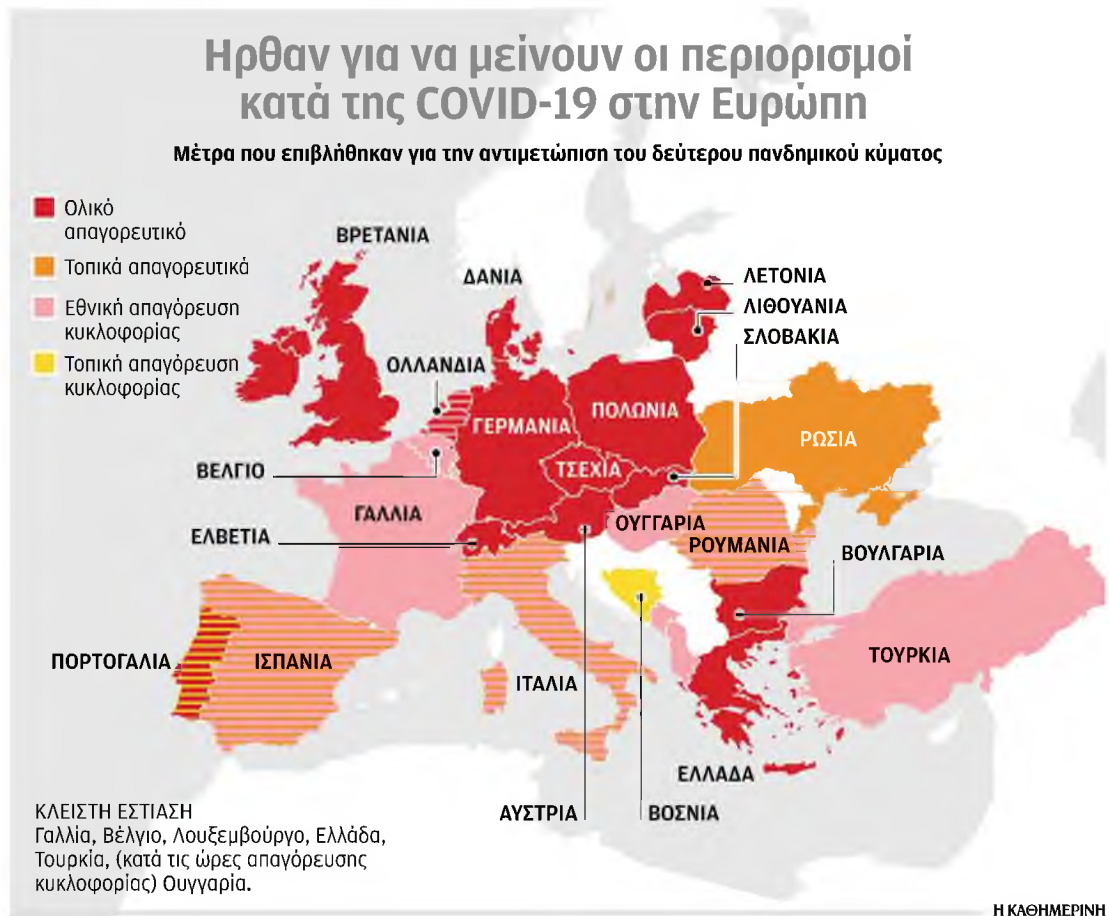 Ηρθαν για να μείνουν οι περιορισμοί
κατά της COVID-19 στην Ευρώπη
Μέτρα που επιβλήθηκαν για την αντιμετώπιση του δεύτερου πανδημικού κύματος
Ολικό
απαγορευτικό
Τοπικά απαγορευτικά
Εθνική απαγόρευση
κυκλοφορίας
Τοπική απαγόρευση
κυκλοφορίας
ΒΡΕΤΑΝΙΑ
ΔΑΝΙΑ
ΛΕΤΟΝΙΑ
ΛΙΘΟΥΑΝΙΑ
ΣΛΟΒΑΚΙΑ
ΟΛΛΑΝΔΙΑ
ΓΕΡΜΑΝΙΑ
ΠΟΛΩΝΙΑ
ΡΩΣΙΑ
ΒΕΛΓΙΟ
ΤΣΕΧΙΑ
ΓΑΛΛΙΑ
ΟΥΓΓΑΡΙΑ
ΕΛΒΕΤΙΑ
ΡΟΥΜΑΝΙΑ
ΒΟΥΛΓΑΡΙΑ
ΠΟΡΤΟΓΑΛΙΑ
ΙΣΠΑΝΙΑ
ΙΤΑΛΙΑ
ΤΟΥΡΚΙΑ
ΕΛΛΑΔΑ
ΑΥΣΤΡΙΑ
ΒΟΣΝΙΑ
ΚΛΕΙΣΤΗ ΕΣΤΙΑΣΗ
Γαλλία, Βέλγιο, Λουξεμβούργο, Ελλάδα,
Τουρκία, (κατά τις ώρες απαγόρευσης
κυκλοφορίας) Ουγγαρία.
Η ΚΑΘΗΜΕΡΙΝΗ